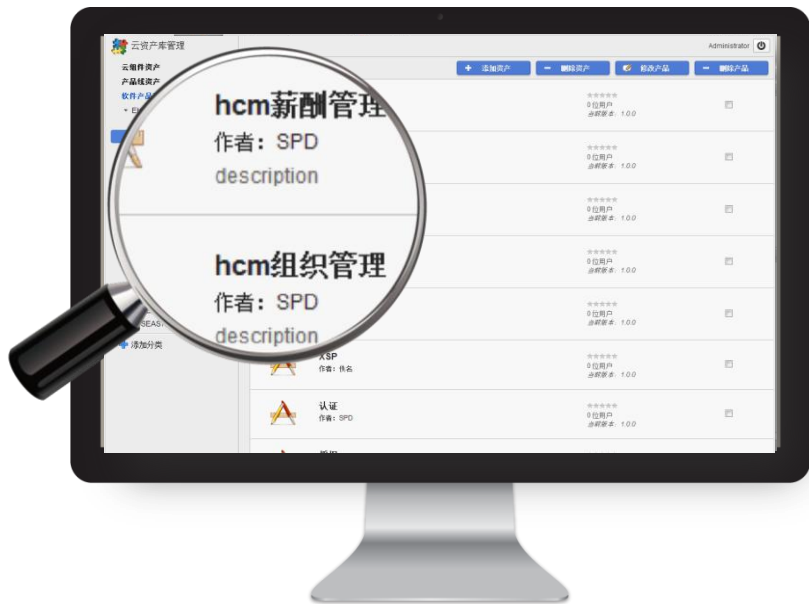 云资产库管理
Administrator
云组件资产
产品线资产
软件产品
添加资产
删除资产
修改产品
删除产品
hcm薪酬管理
作者：SPD
description
hcm组织管理
作者：SPD
description
0 位用户
当前版本：1.0.0
0 位用户
当前版本：1.0.0
0 位用户
当前版本：1.0.0
0 位用户
当前版本：1.0.0
0 位用户
当前版本：1.0.0
添加分类
XSP
作者：佚名
0 位用户
当前版本：1.0.0
认证
作者：SPD
0 位用户
当前版本：1.0.0